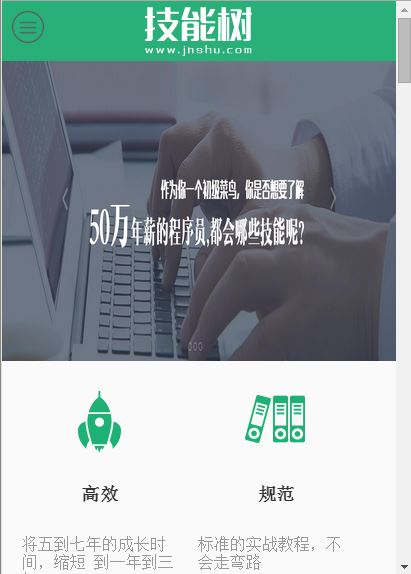 技能树
www.jnshu.com
作为你一个初级菜鸟,你是否想要了解
50万年薪的程序员,都会哪些技能呢?
高效
规范
将五到七年的成长时
间，缩短 到一年到三
标准的实战教程，不
会走弯路